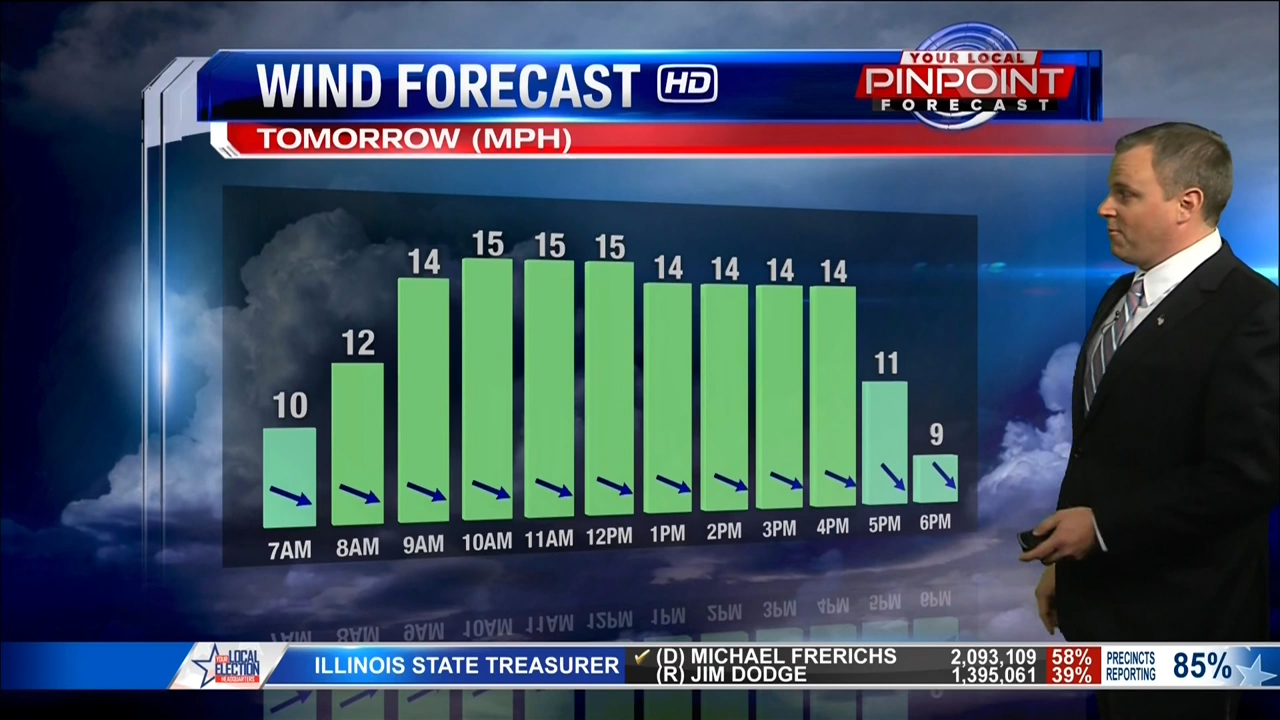 WIND FORECAST HD
YOUR LOCAL
PINPOINT
FORECAST
TOMORROW (MPH)
10 12 14 15 15 15 14 14 14 14 11 9
7AM 8AM 9AM 10AM 11AM 12PM 1PM 2PM 3PM 4PM 5PM 6PM
YOUR LOCAL
ELECTION
HEADQUARTERS
ILLINOIS STATE TREASURER
(D) MICHAEL FRERICHS 2,093,109 58%
(R) JIM DODGE 1,395,061 39%
PRECINCTS
REPORTING
85%